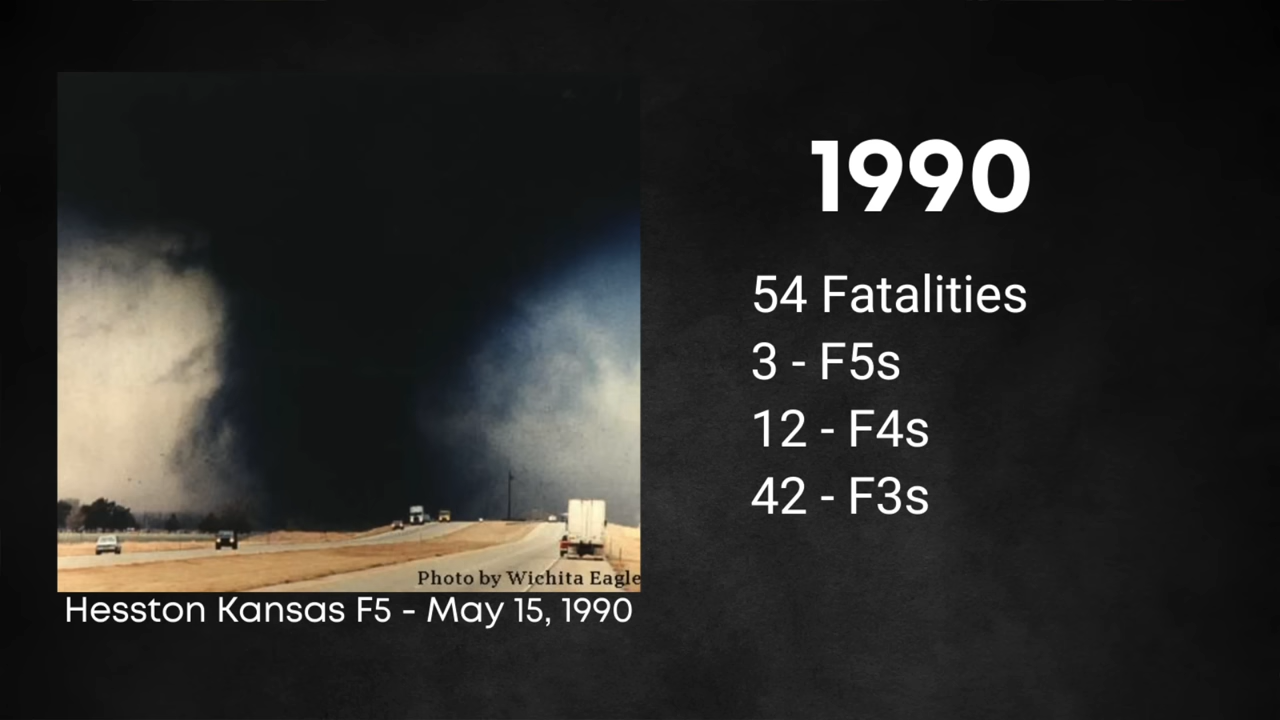 1990
54 Fatalities
3 - F5s
12 - F4s
42 - F3s
Photo by Wichita Eagle
Hesston Kansas F5 - May 15, 1990